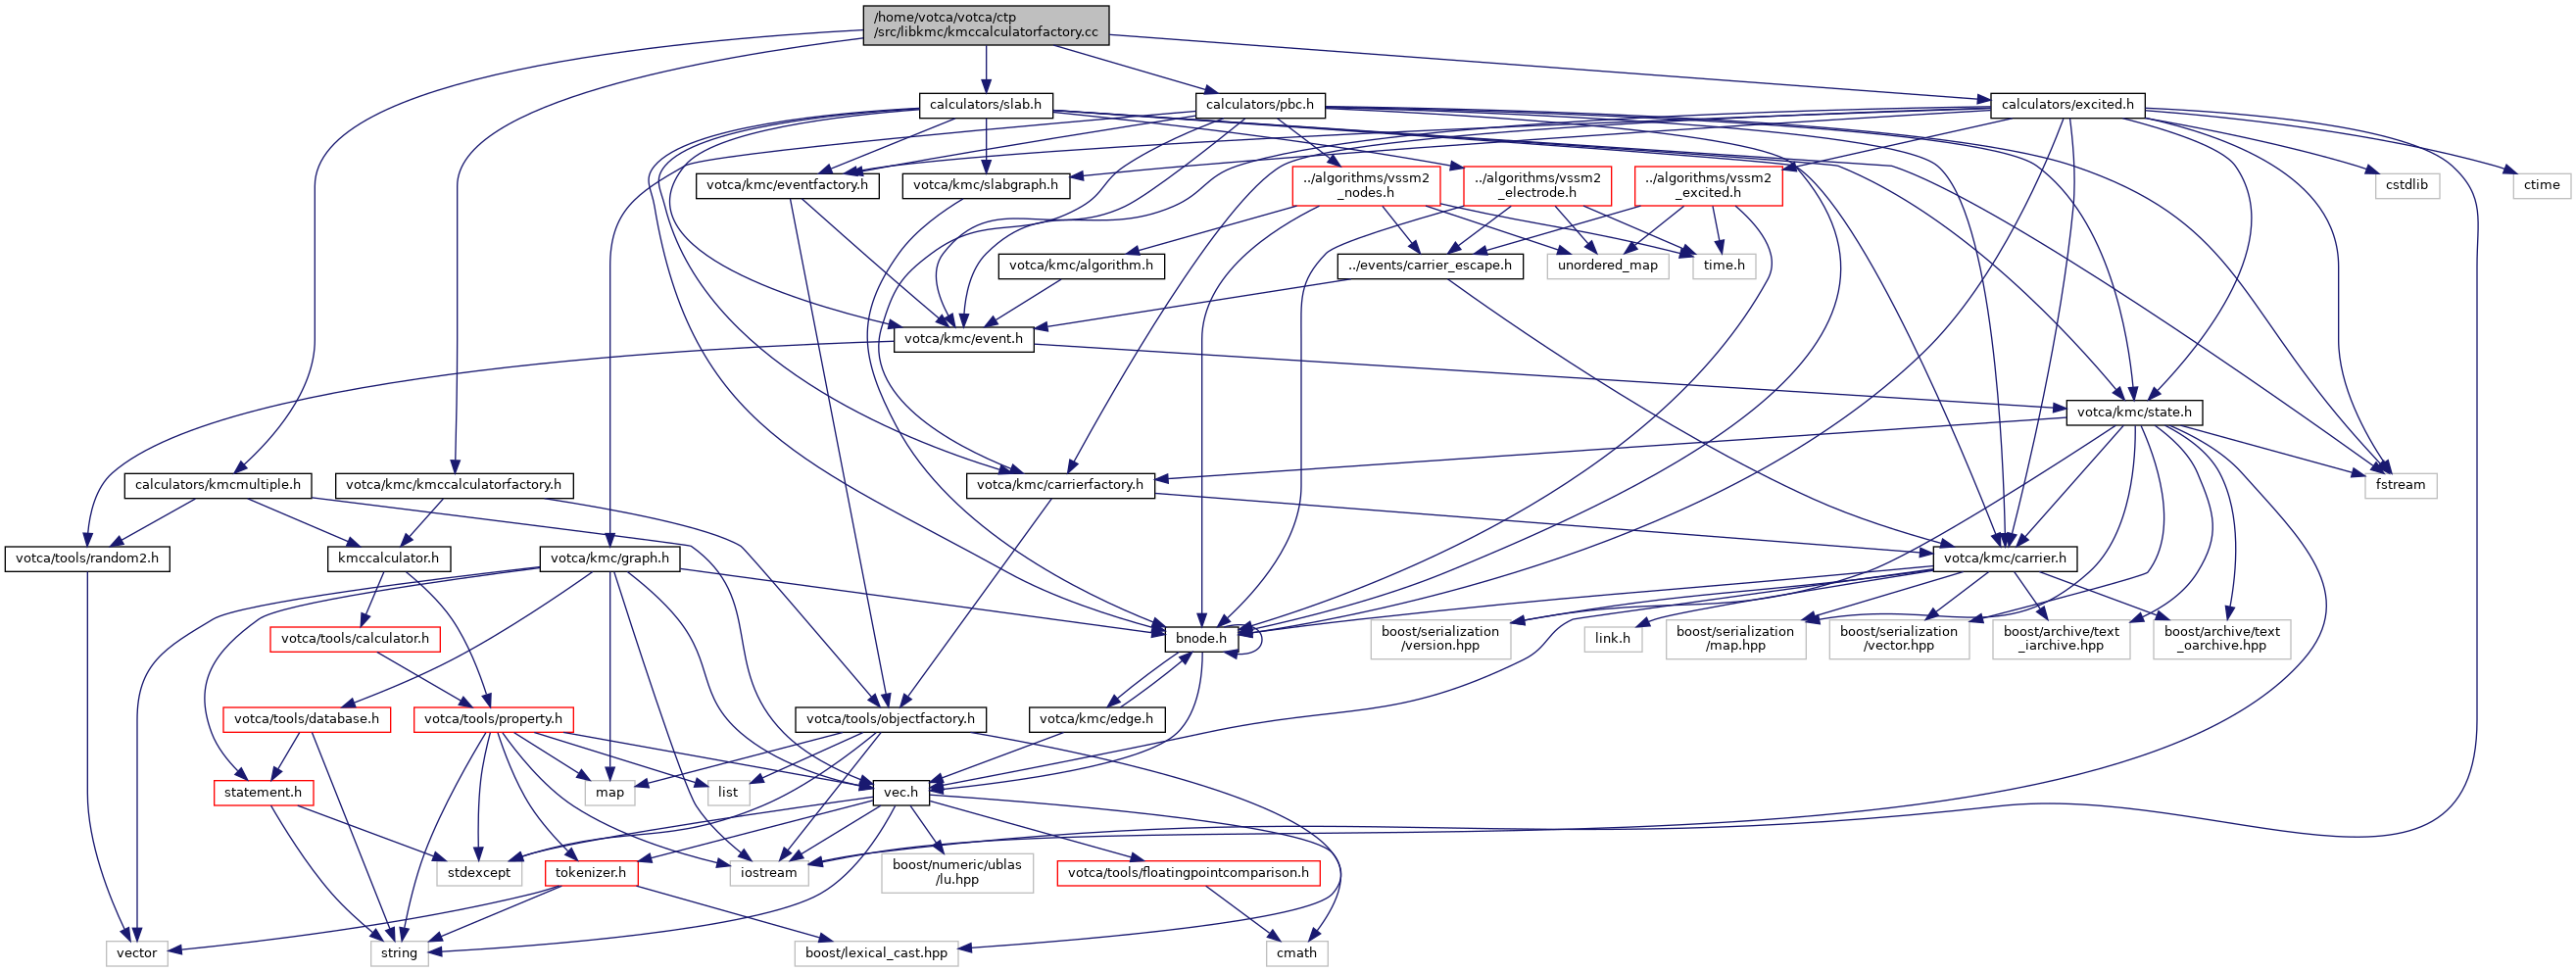 /home/votca/votca/ctp
/src/libkmc/kmccalculatorfactory.cc
calculators/slab.h
calculators/pbc.h
calculators/excited.h
votca/kmc/eventfactory.h
votca/kmc/slabgraph.h
../algorithms/vssm2
_nodes.h
../algorithms/vssm2
_electrode.h
../algorithms/vssm2
_excited.h
cstdlib
ctime
votca/kmc/algorithm.h
../events/carrier_escape.h
unordered_map
time.h
votca/kmc/event.h
votca/kmc/state.h
calculators/kmcmultiple.h
votca/kmc/kmccalculatorfactory.h
votca/kmc/carrierfactory.h
fstream
votca/tools/random2.h
kmccalculator.h
votca/kmc/graph.h
votca/kmc/carrier.h
votca/tools/calculator.h
bnode.h
boost/serialization
/version.hpp
link.h
boost/serialization
/map.hpp
boost/serialization
/vector.hpp
boost/archive/text
_iarchive.hpp
boost/archive/text
_oarchive.hpp
votca/tools/database.h
votca/tools/property.h
votca/tools/objectfactory.h
votca/kmc/edge.h
statement.h
map
list
vec.h
stdexcept
tokenizer.h
iostream
boost/numeric/ublas
/lu.hpp
votca/tools/floatingpointcomparison.h
vector
string
boost/lexical_cast.hpp
cmath